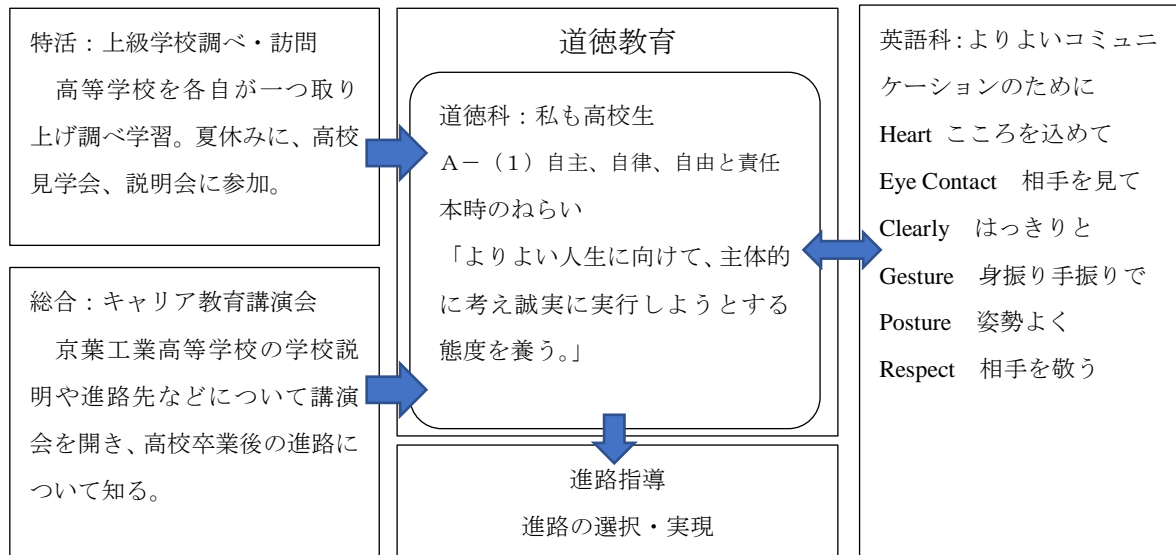 特活：上級学校調べ・訪問
　高等学校を各自が一つ取り
上げ調べ学習。夏休みに、高校
見学会、説明会に参加。
総合：キャリア教育講演会
　京葉工業高等学校の学校説
明や進路先などについて講演
会を開き、高校卒業後の進路に
ついて知る。
道徳教育
道徳科：私も高校生
Ａ－（１）自主、自律、自由と責任
本時のねらい
「よりよい人生に向けて、主体的
に考え誠実に実行しようとする
態度を養う。」
進路指導
進路の選択・実現
英語科：よりよいコミュニ
ケーションのために
Heart こころを込めて
Eye Contact　相手を見て
Clearly　はっきりと
Gesture　身振り手振りで
Posture　姿勢よく
Respect　相手を敬う